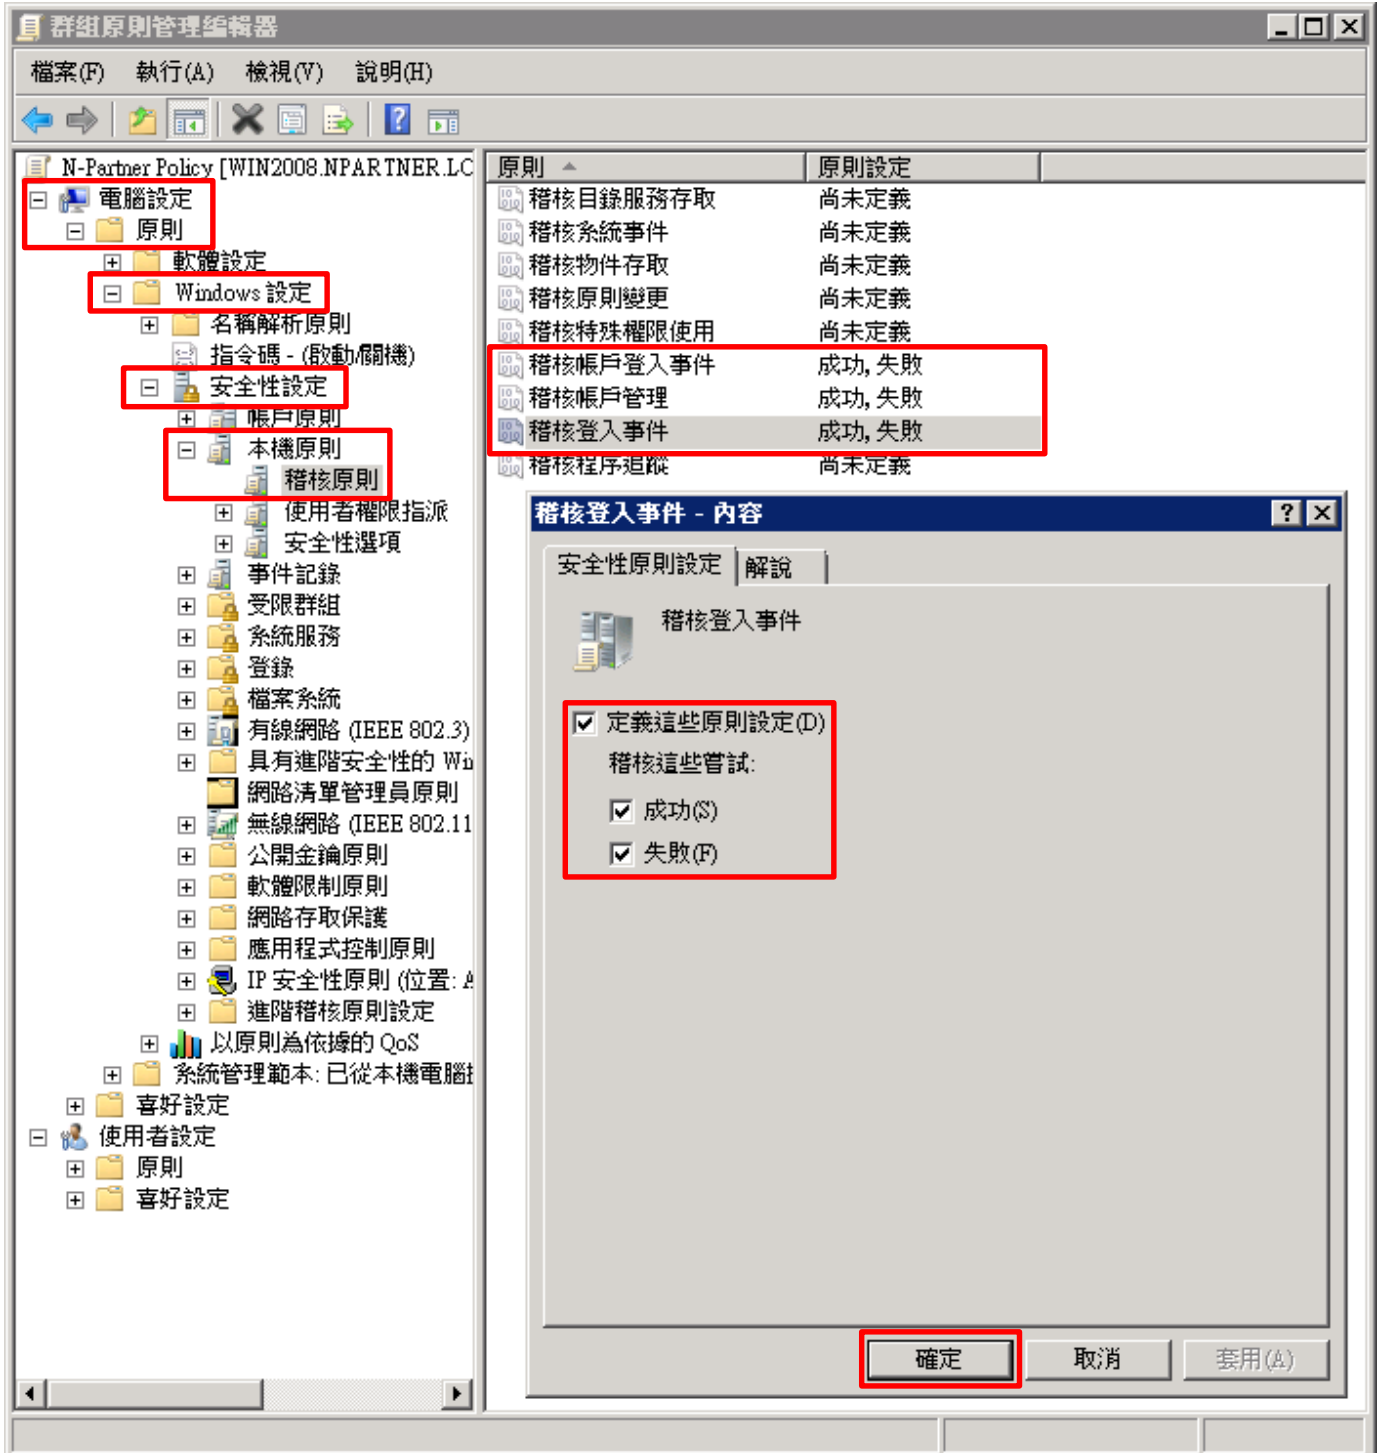 群組原則管理編輯器
檔案(F) 執行(A) 檢視(V) 說明(H)
N-Partner Policy [WIN2008.NPARTNER.LC
電腦設定
原則
軟體設定
Windows 設定
名稱解析原則
指令碼 - (啟動/關機)
安全性設定
帳戶原則
本機原則
稽核原則
使用者權限指派
安全性選項
事件記錄
受限群組
系統服務
登錄
檔案系統
有線網路 (IEEE 802.3)
具有進階安全性的 Win
網路清單管理員原則
無線網路 (IEEE 802.11
公開金鑰原則
軟體限制原則
網路存取保護
應用程式控制原則
IP 安全性原則 (位置: A
進階稽核原則設定
以原則為依據的 QoS
系統管理範本: 已從本機電腦
喜好設定
使用者設定
原則
喜好設定
原則 原則設定
稽核目錄服務存取 尚未定義
稽核系統事件 尚未定義
稽核物件存取 尚未定義
稽核原則變更 尚未定義
稽核特殊權限使用 尚未定義
稽核帳戶登入事件 成功, 失敗
稽核帳戶管理 成功, 失敗
稽核登入事件 成功, 失敗
稽核程序追蹤 尚未定義
稽核登入事件 - 內容
安全性原則設定 解說
稽核登入事件
定義這些原則設定(D)
稽核這些嘗試:
成功(S)
失敗(F)
確定 取消 套用(A)